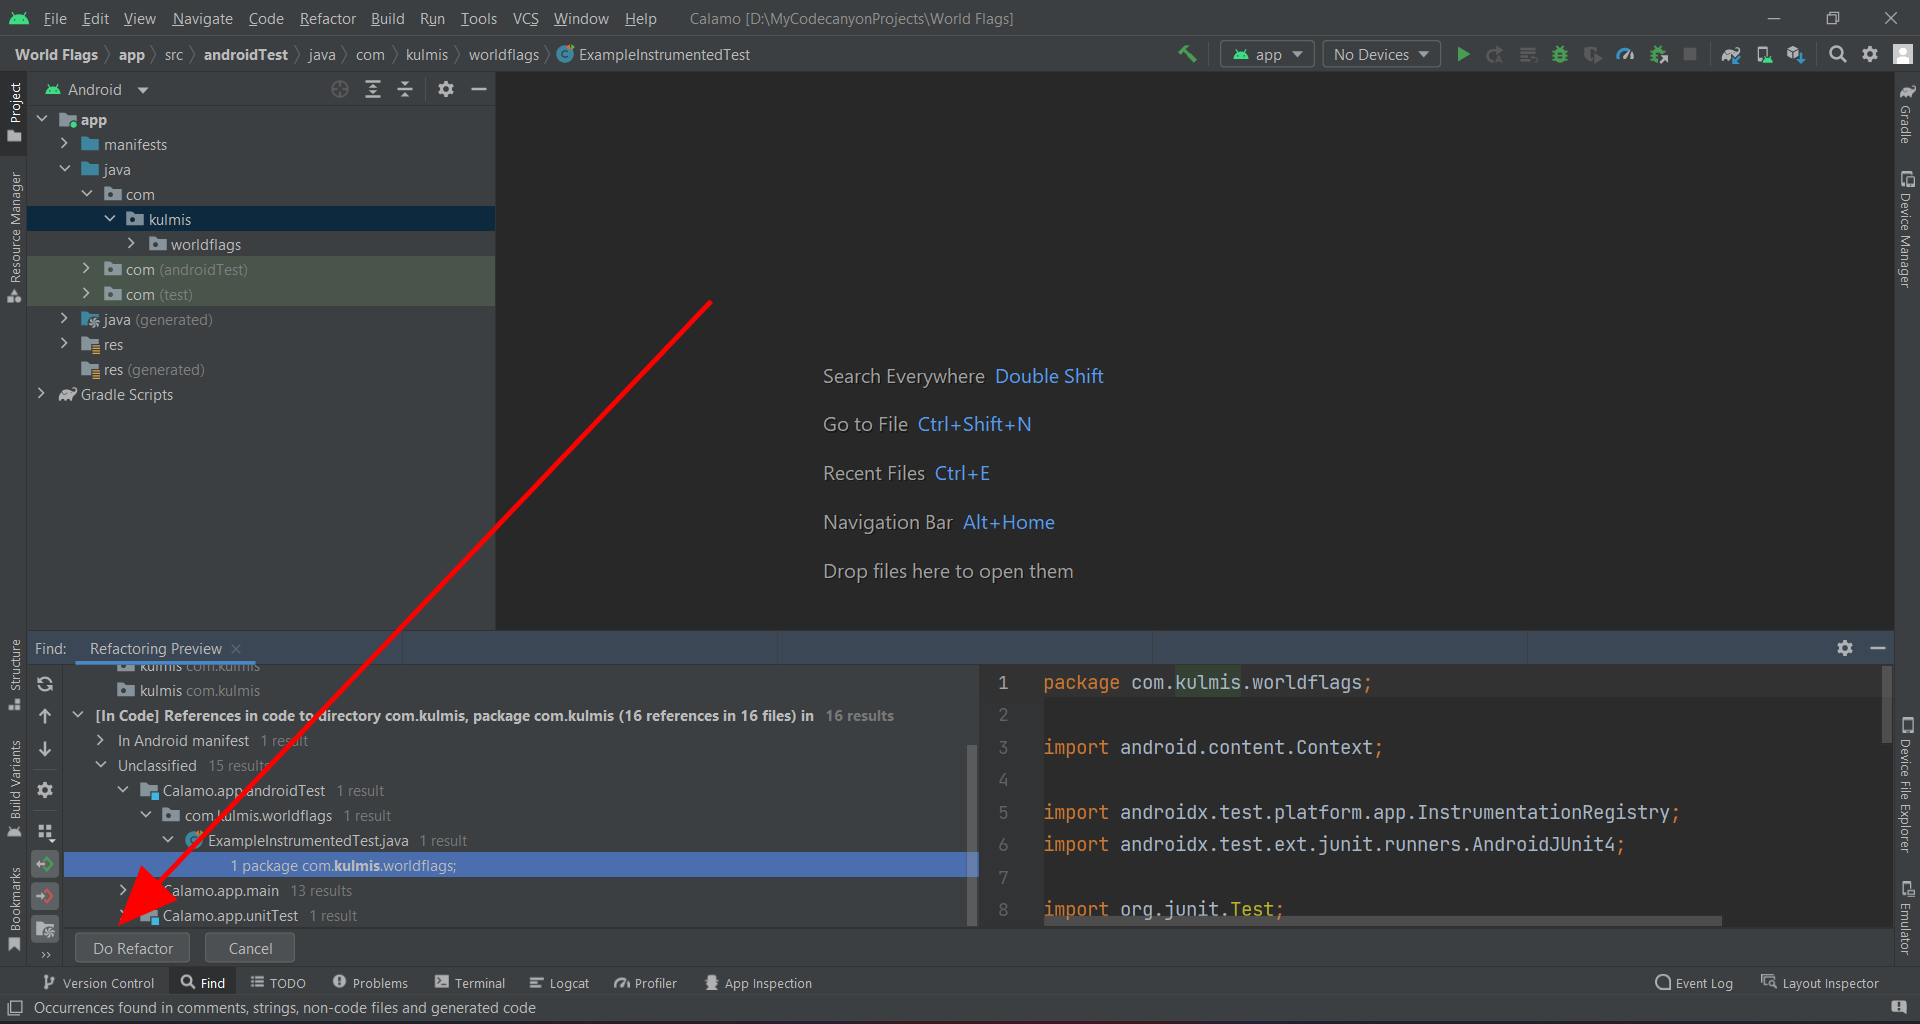 File Edit View Navigate Code Refactor Build Run Tools VCS Window Help Calamo [D:\MyCodecanyonProjects\World Flags]
World Flags app src androidTest java com kulmis worldflags ExampleInstrumentedTest app No Devices
Project
Resource Manager
Structure
Build Variants
Bookmarks
Android
app
manifests
java
com
kulmis
worldflags
com (androidTest)
com (test)
java (generated)
res
res (generated)
Gradle Scripts
Search Everywhere Double Shift
Go to File Ctrl+Shift+N
Recent Files Ctrl+E
Navigation Bar Alt+Home
Drop files here to open them
Gradle
Device Manager
Device File Explorer
Emulator
Find: Refactoring Preview
kulmis com.kulmis
kulmis com.kulmis
[In Code] References in code to directory com.kulmis, package com.kulmis (16 references in 16 files) in 16 results
In Android manifest 1 result
Unclassified 15 results
Calamo.app.androidTest 1 result
com.kulmis.worldflags 1 result
ExampleInstrumentedTest.java 1 result
1 package com.kulmis.worldflags;
Calamo.app.main 13 results
Calamo.app.unitTest 1 result
Do Refactor Cancel
1 package com.kulmis.worldflags;
2
3 import android.content.Context;
4
5 import androidx.test.platform.app.InstrumentationRegistry;
6 import androidx.test.ext.junit.runners.AndroidJUnit4;
7
8 import org.junit.Test;
Version Control Find TODO Problems Terminal Logcat Profiler App Inspection Event Log Layout Inspector
Occurrences found in comments, strings, non-code files and generated code